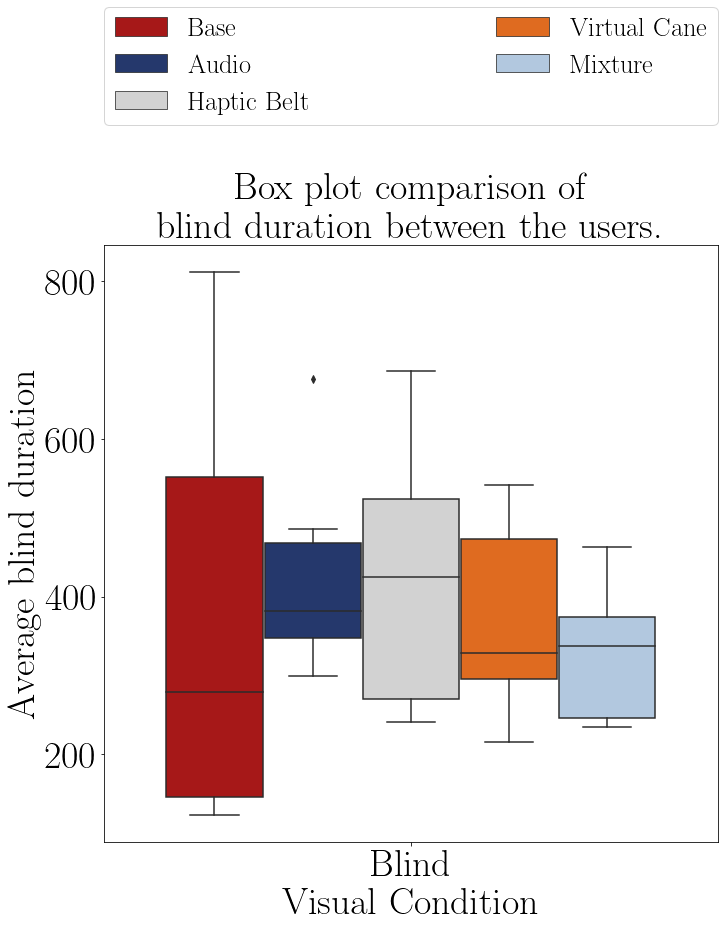 Base
Audio
Haptic Belt
Virtual Cane
Mixture
Box plot comparison of
blind duration between the users.
Average blind duration
800
600
400
200
Blind
Visual Condition